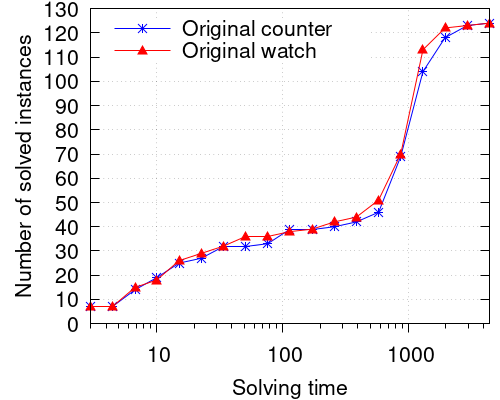 130
120
110
100
90
80
70
60
50
40
30
20
10
0
Number of solved instances
Original counter
Original watch
10 100 1000
Solving time